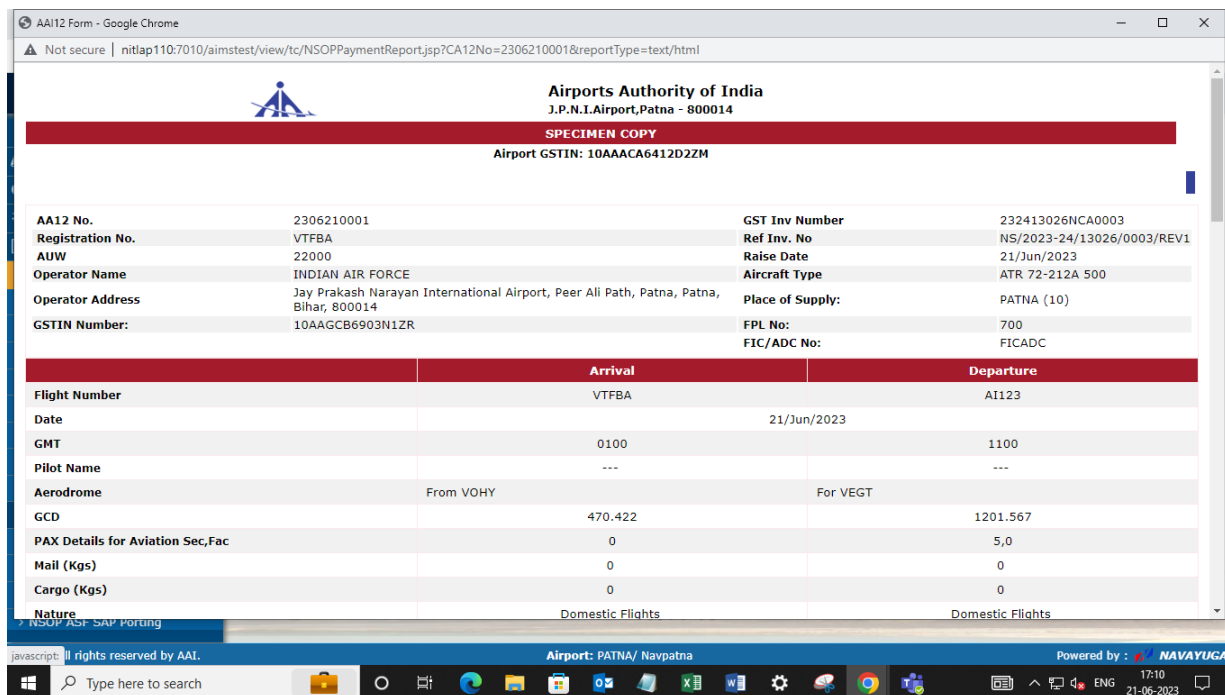 AAI12 Form - Google Chrome
Not secure | nitlap110:7010/aimstest/view/tc/NSOPPaymentReport.jsp?CA12No=2306210001&reportType=text/html
Airports Authority of India
J.P.N.I.Airport,Patna - 800014
SPECIMEN COPY
Airport GSTIN: 10AAACA6412D2ZM
AA12 No. 2306210001 GST Inv Number 232413026NCA0003
Registration No. VTFBA Ref Inv. No NS/2023-24/13026/0003/REV1
AUW 22000 Raise Date 21/Jun/2023
Operator Name INDIAN AIR FORCE Aircraft Type ATR 72-212A 500
Operator Address Jay Prakash Narayan International Airport, Peer Ali Path, Patna, Patna, Place of Supply: PATNA (10)
Bihar, 800014
GSTIN Number: 10AAGCB6903N1ZR FPL No: 700
FIC/ADC No: FICADC
Arrival Departure
Flight Number VTFBA AI123
Date 21/Jun/2023
GMT 0100 1100
Pilot Name --- ---
Aerodrome From VOHY For VEGT
GCD 470.422 1201.567
PAX Details for Aviation Sec,Fac 0 5,0
Mail (Kgs) 0 0
Cargo (Kgs) 0 0
Nature Domestic Flights Domestic Flights
> NSOP ASF SAP Porting
javascript: ll rights reserved by AAI. Airport: PATNA/ Navpatna Powered by : NAVAYUGA
Type here to search ENG 17:10
21-06-2023